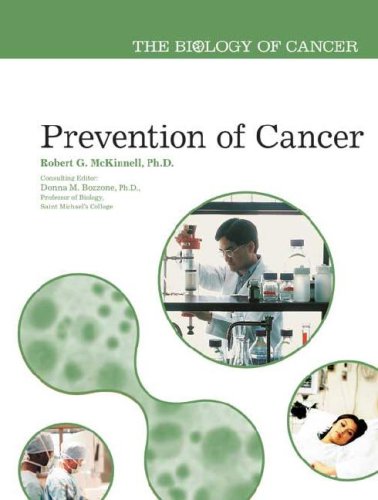 THE BIOLOGY OF CANCER
Prevention of Cancer
Robert G. McKinnell, Ph.D.
Consulting Editor:
Donna M. Bozzone, Ph.D.,
Professor of Biology,
Saint Michael's College